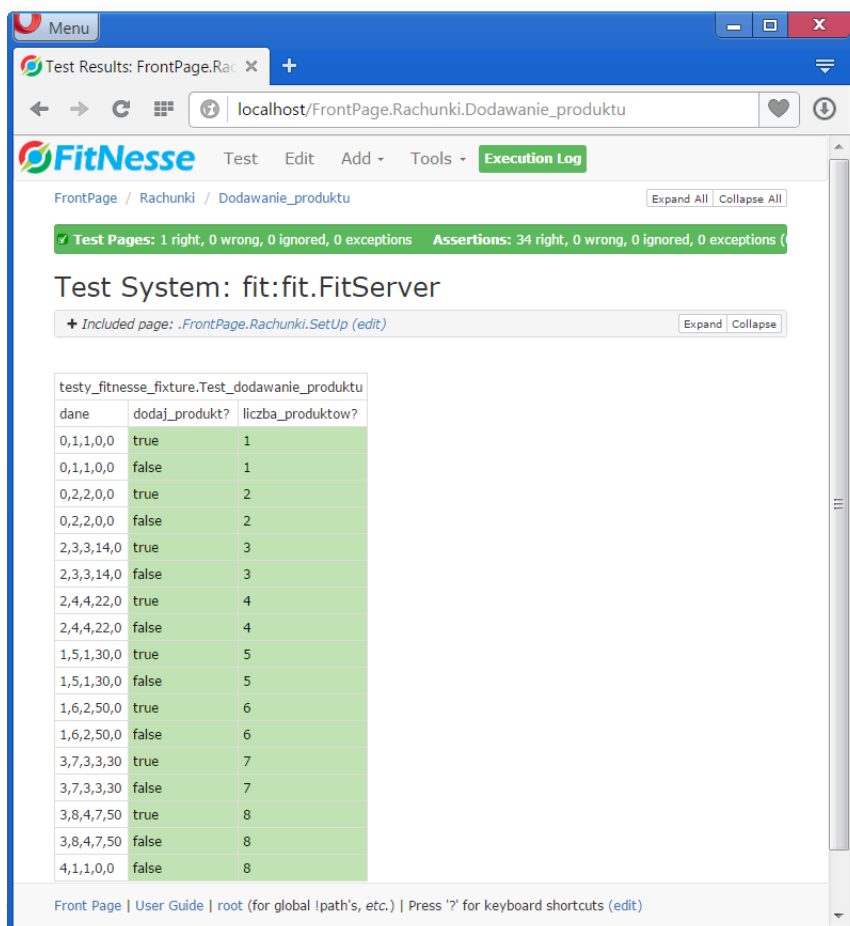 Menu
Test Results: FrontPage.Rac
localhost/FrontPage.Rachunki.Dodawanie_produktu
FitNesse Test Edit Add Tools Execution Log
FrontPage / Rachunki / Dodawanie_produktu Expand All Collapse All
Test Pages: 1 right, 0 wrong, 0 ignored, 0 exceptions Assertions: 34 right, 0 wrong, 0 ignored, 0 exceptions (
Test System: fit:fit.FitServer
+ Included page: .FrontPage.Rachunki.SetUp (edit) Expand Collapse
testy_fitnesse_fixture.Test_dodawanie_produktu
dane dodaj_produkt? liczba_produktow?
0,1,1,0,0 true 1
0,1,1,0,0 false 1
0,2,2,0,0 true 2
0,2,2,0,0 false 2
2,3,3,14,0 true 3
2,3,3,14,0 false 3
2,4,4,22,0 true 4
2,4,4,22,0 false 4
1,5,1,30,0 true 5
1,5,1,30,0 false 5
1,6,2,50,0 true 6
1,6,2,50,0 false 6
3,7,3,3,30 true 7
3,7,3,3,30 false 7
3,8,4,7,50 true 8
3,8,4,7,50 false 8
4,1,1,0,0 false 8
Front Page | User Guide | root (for global !path's, etc.) | Press '?' for keyboard shortcuts (edit)